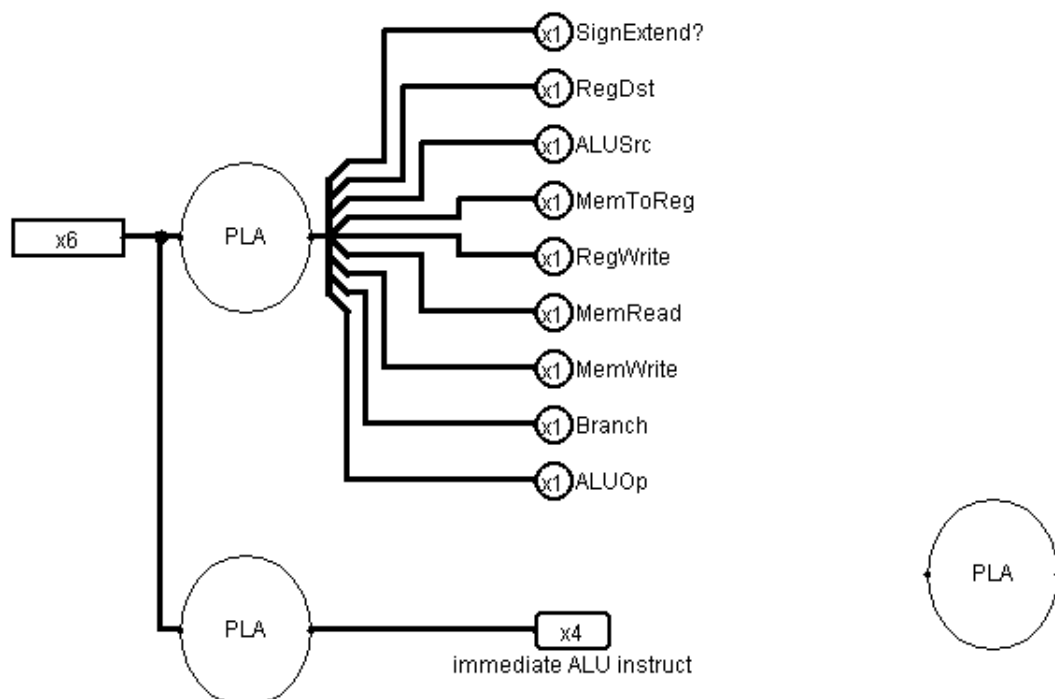 x1 SignExtend?
x1 RegDst
x1 ALUSrc
x1 MemToReg
x6
PLA
x1 RegWrite
x1 MemRead
x1 MemWrite
x1 Branch
x1 ALUOp
PLA
PLA
x4
immediate ALU instruct